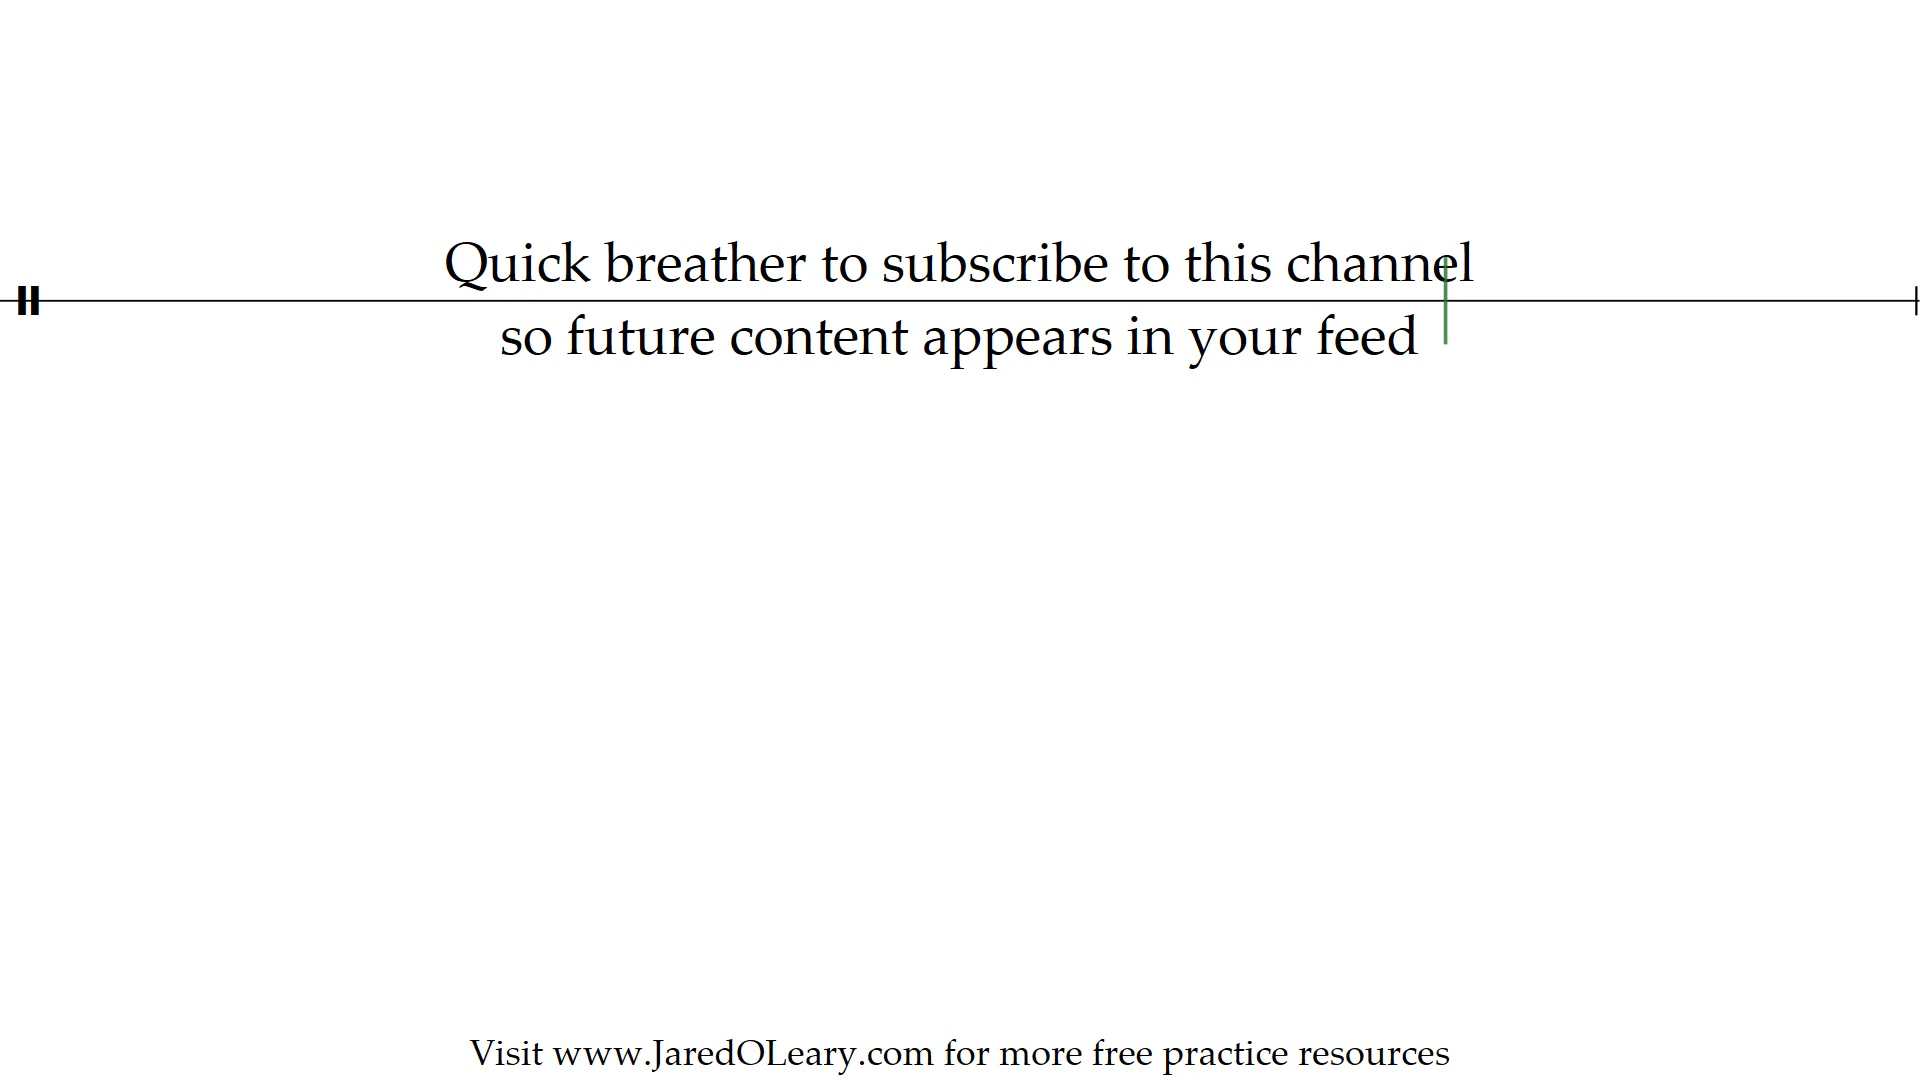 Quick breather to subscribe to this channel
so future content appears in your feed
Visit www.JaredOLeary.com for more free practice resources